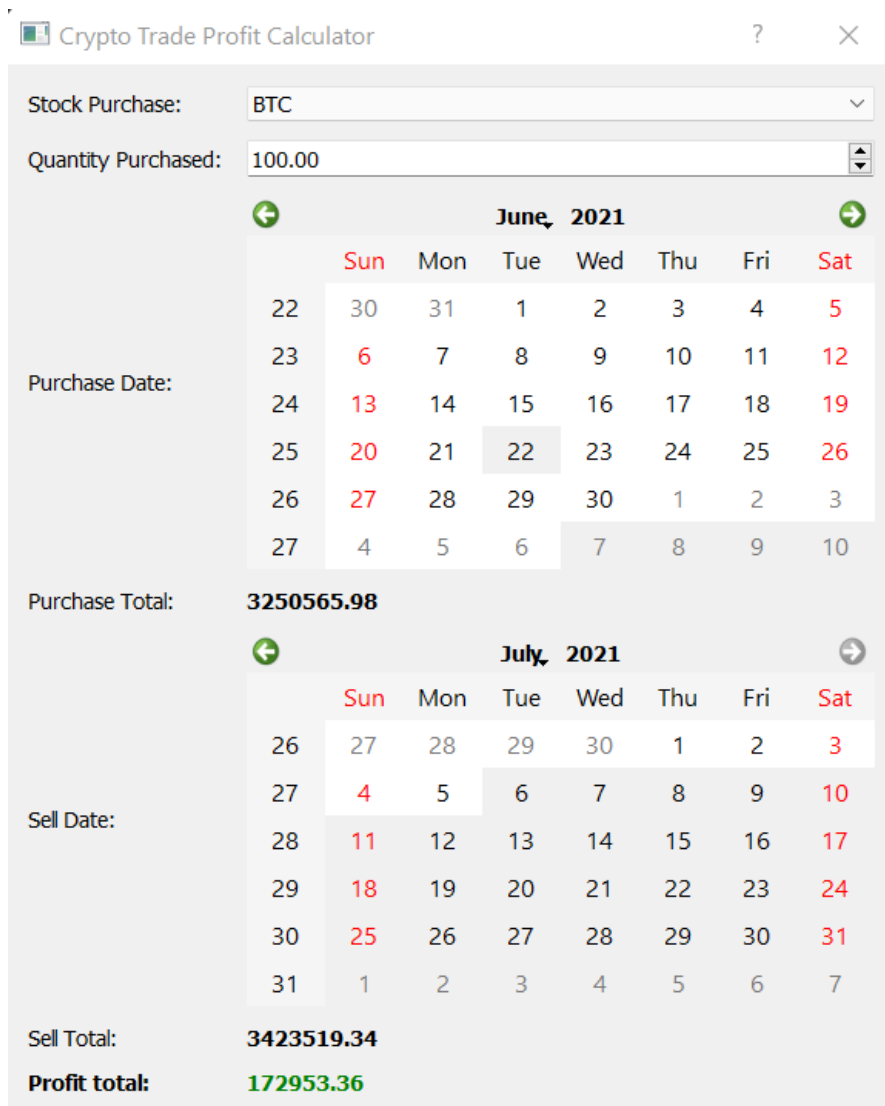 Crypto Trade Profit Calculator ?
Stock Purchase: BTC
Quantity Purchased: 100.00
June 2021
Sun Mon Tue Wed Thu Fri Sat
22 30 31 1 2 3 4 5
23 6 7 8 9 10 11 12
Purchase Date:
24 13 14 15 16 17 18 19
25 20 21 22 23 24 25 26
26 27 28 29 30 1 2 3
27 4 5 6 7 8 9 10
Purchase Total: 3250565.98
July 2021
Sun Mon Tue Wed Thu Fri Sat
26 27 28 29 30 1 2 3
27 4 5 6 7 8 9 10
Sell Date:
28 11 12 13 14 15 16 17
29 18 19 20 21 22 23 24
30 25 26 27 28 29 30 31
31 1 2 3 4 5 6 7
Sell Total: 3423519.34
Profit total: 172953.36